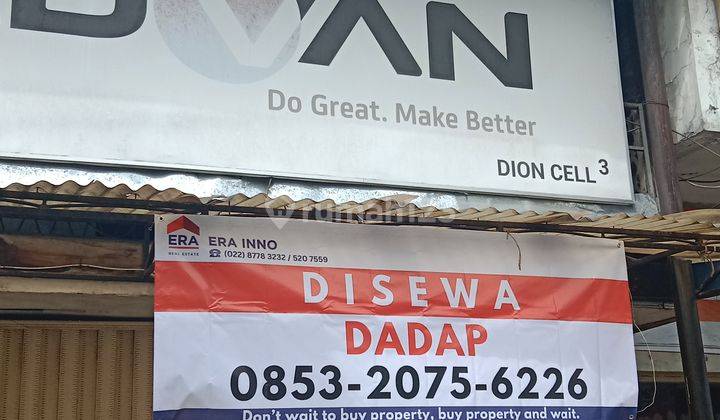 DVAN
Do Great. Make Better
DION CELL 3
rumah123
ERA
REAL ESTATE
ERA INNO
☎ (022) 8778 3232 / 520 7559
DISEWA
DADAP
0853-2075-6226
Don't wait to buy property, buy property and wait.